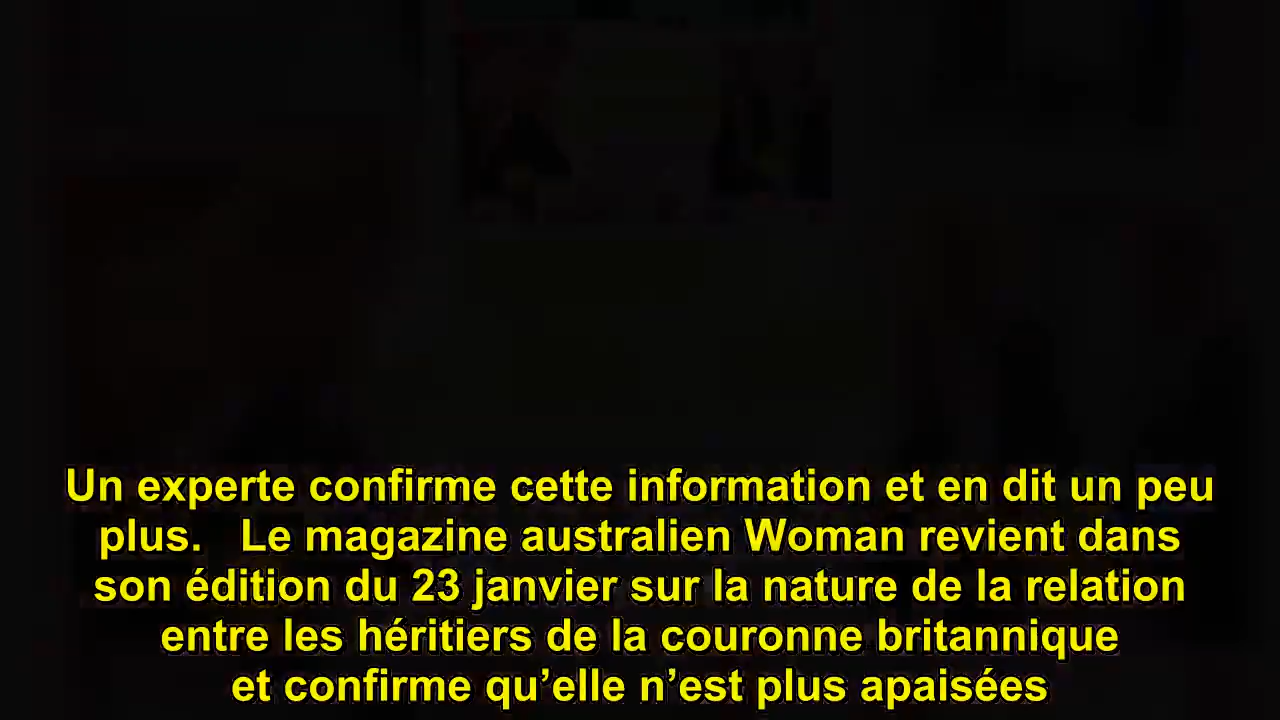 Un experte confirme cette information et en dit un peu
plus.   Le magazine australien Woman revient dans
son édition du 23 janvier sur la nature de la relation
entre les héritiers de la couronne britannique
et confirme qu’elle n’est plus apaisées